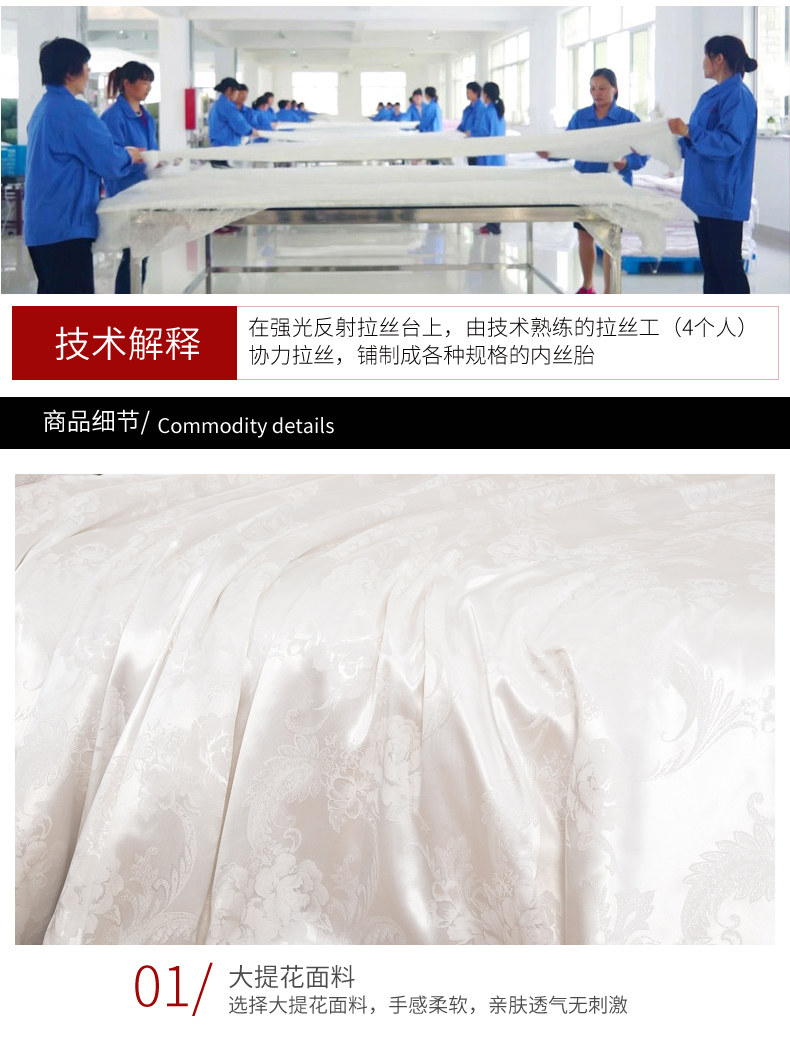 技术解释
在强光反射拉丝台上，由技术熟练的拉丝工（4个人）
协力拉丝，铺制成各种规格的内丝胎
商品细节/ Commodity details
01/
大提花面料
选择大提花面料，手感柔软，亲肤透气无刺激